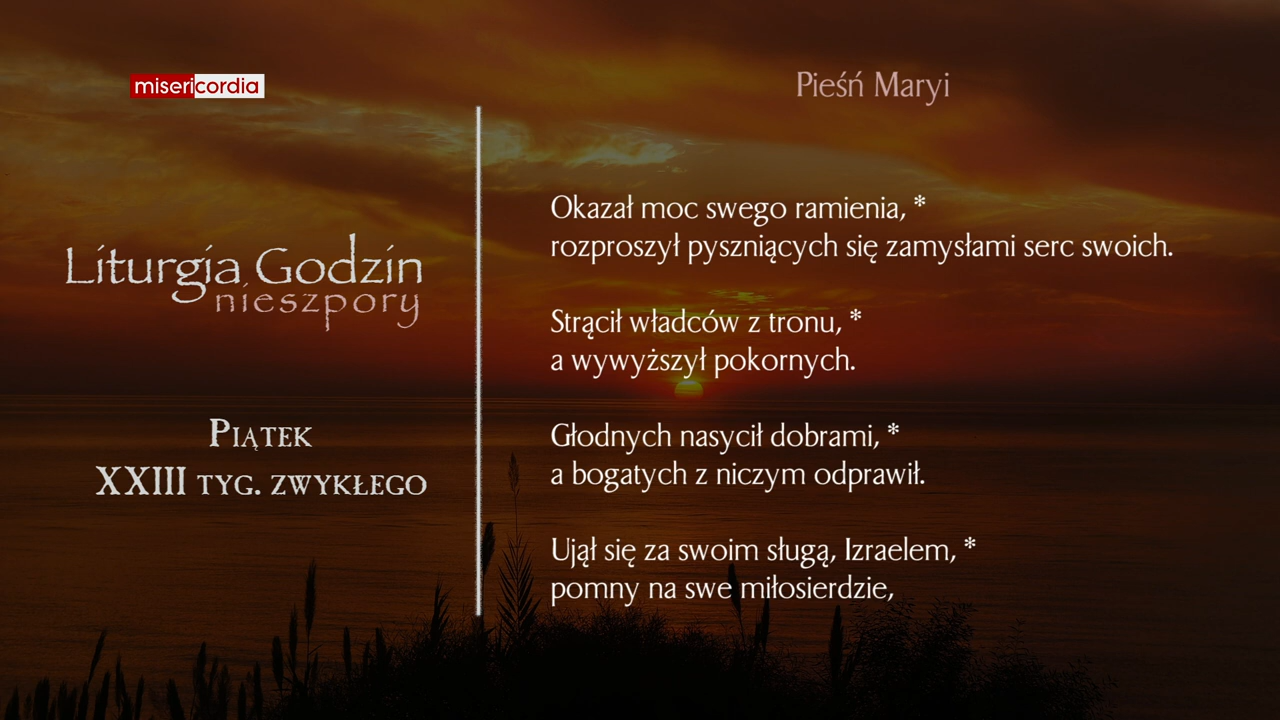 misericordia
Liturgia Godzin
nieszpory
Piątek
XXIII tyg. zwykłego
Pieśń Maryi
Okazał moc swego ramienia, *
rozproszył pyszniących się zamysłami serc swoich.
Strącił władców z tronu, *
a wywyższył pokornych.
Głodnych nasycił dobrami, *
a bogatych z niczym odprawił.
Ujął się za swoim sługą, Izraelem, *
pomny na swe miłosierdzie,